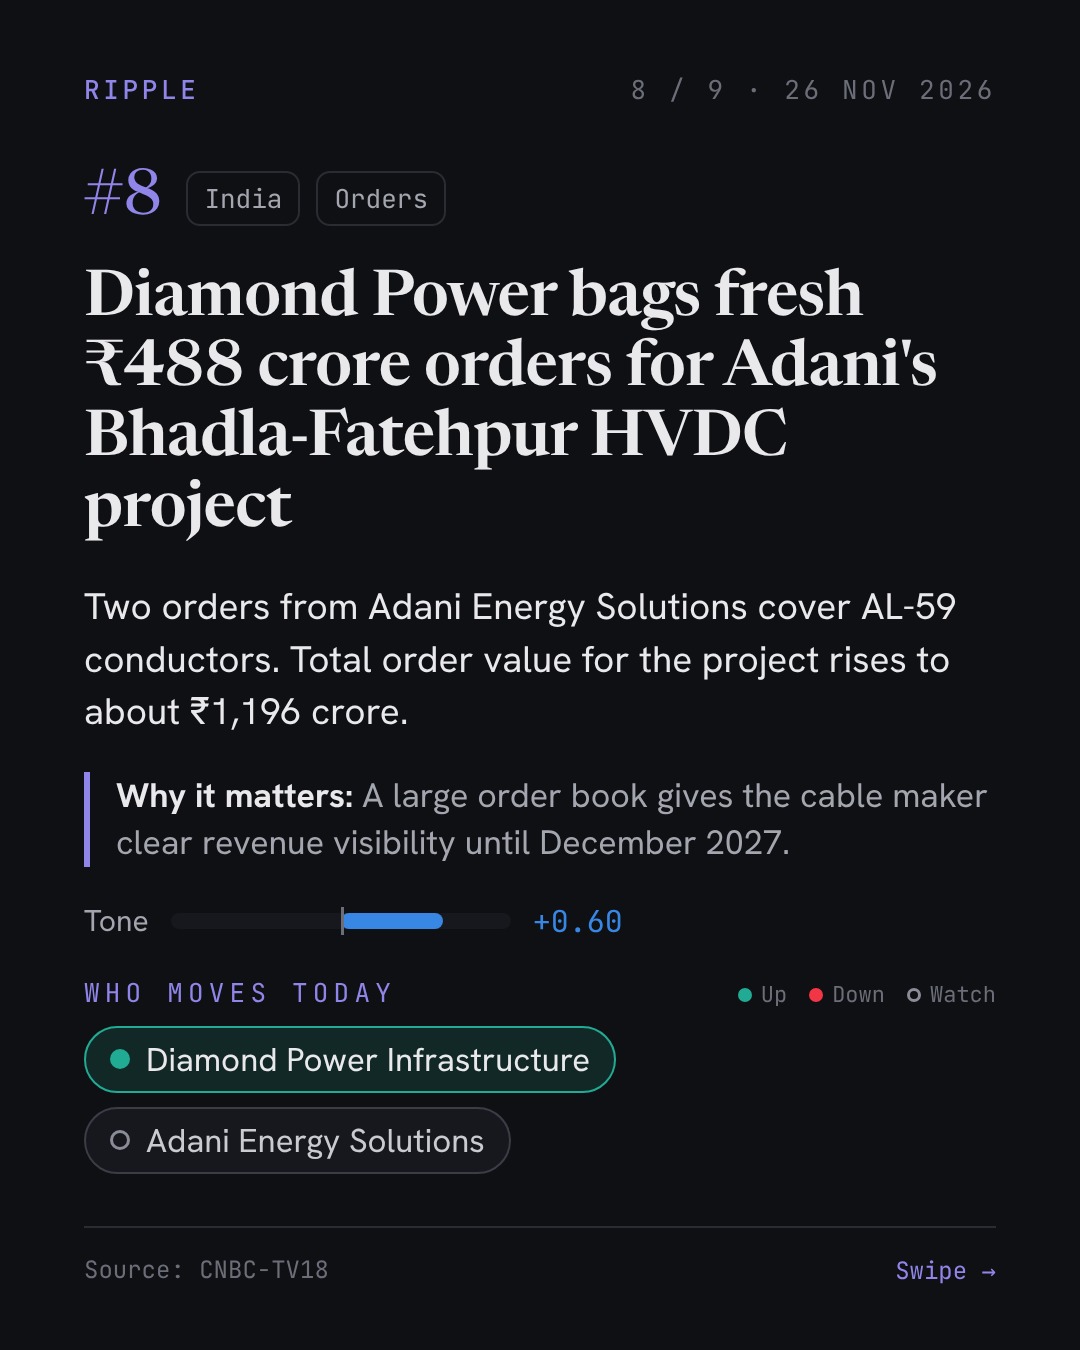 RIPPLE
8 / 9 · 26 NOV 2026
#8 India Orders
Diamond Power bags fresh
₹488 crore orders for Adani's
Bhadla-Fatehpur HVDC
project
Two orders from Adani Energy Solutions cover AL-59
conductors. Total order value for the project rises to
about ₹1,196 crore.
Why it matters: A large order book gives the cable maker
clear revenue visibility until December 2027.
Tone +0.60
WHO MOVES TODAY
Up Down Watch
Diamond Power Infrastructure
Adani Energy Solutions
Source: CNBC-TV18
Swipe →